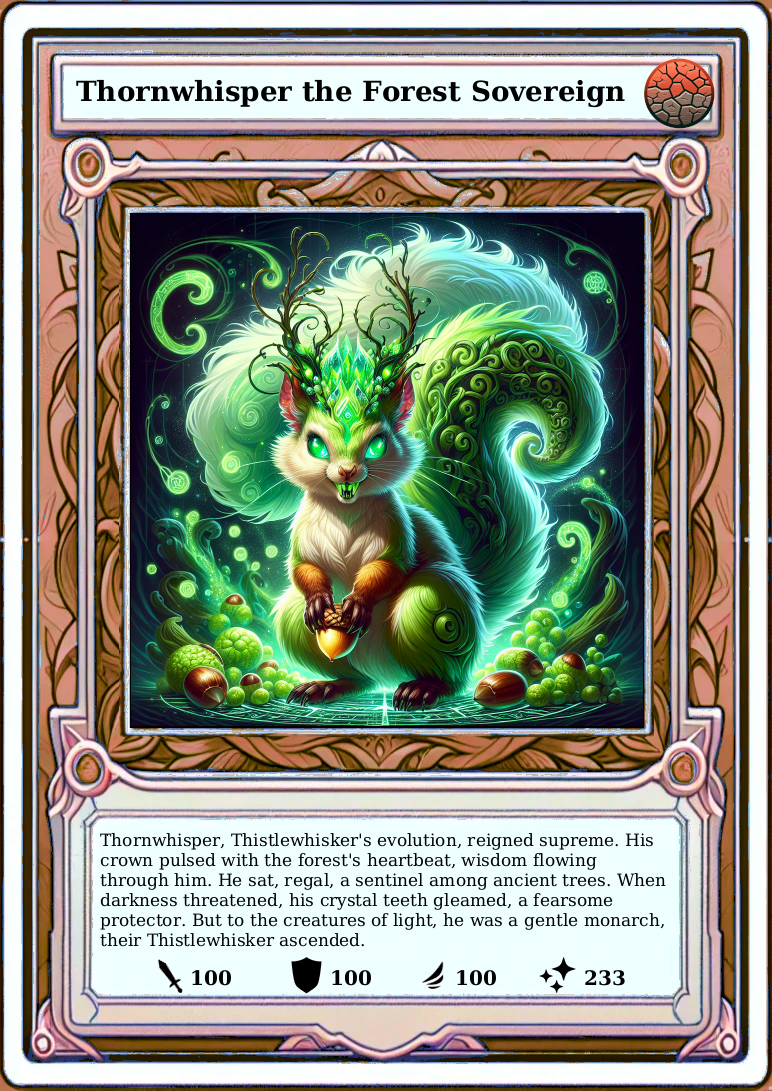 Thornwhisper the Forest Sovereign
Thornwhisper, Thistlewhisker's evolution, reigned supreme. His
crown pulsed with the forest's heartbeat, wisdom flowing
through him. He sat, regal, a sentinel among ancient trees. When
darkness threatened, his crystal teeth gleamed, a fearsome
protector. But to the creatures of light, he was a gentle monarch,
their Thistlewhisker ascended.
100 100 100 233